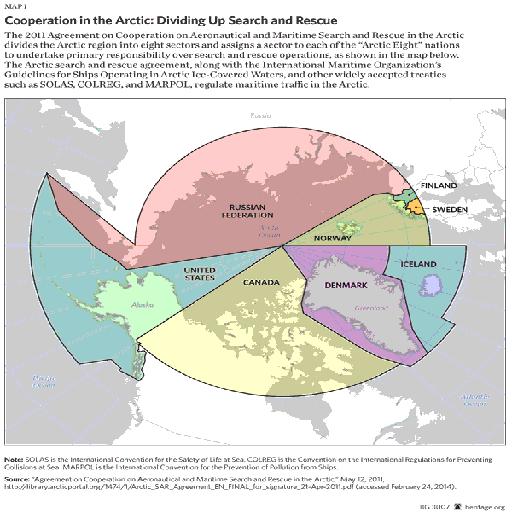 MAP 1
Cooperation in the Arctic: Dividing Up Search and Rescue
The 2011 Agreement on Cooperation on Aeronautical and Maritime Search and Rescue in the Arctic
divides the Arctic region into eight sectors and assigns a sector to each of the “Arctic Eight” nations
to undertake primary responsibility over search and rescue operations, as shown in the map below.
The Arctic search and rescue agreement, along with the International Maritime Organization's
Guidelines for Ships Operating in Arctic Ice-Covered Waters, and other widely accepted treaties
such as SOLAS, COLREG, and MARPOL, regulate maritime traffic in the Arctic.
Russia
FINLAND
SWEDEN
RUSSIAN
FEDERATION
Arctic
Ocean
NORWAY
ICELAND
UNITED
STATES
CANADA
DENMARK
Alaska
Greenland
Pacific
Ocean
Atlantic
Ocean
Note: SOLAS is the International Convention for the Safety of Life at Sea. COLREG is the Convention on the International Regulations for Preventing
Collisions at Sea. MARPOL is the International Convention for the Prevention of Pollution from Ships.
Source: “Agreement on Cooperation on Aeronautical and Maritime Search and Rescue in the Arctic,” May 12, 2011,
http://library.arcticportal.org/1474/1/Arctic_SAR_Agreement_EN_FINAL_for_signature_21-Apr-2011.pdf (accessed February 24, 2014).
heritage.org